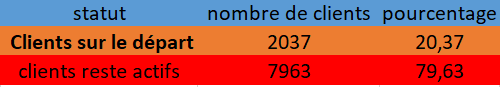 statut nombre de clients pourcentage
Clients sur le départ 2037 20,37
clients reste actifs 7963 79,63